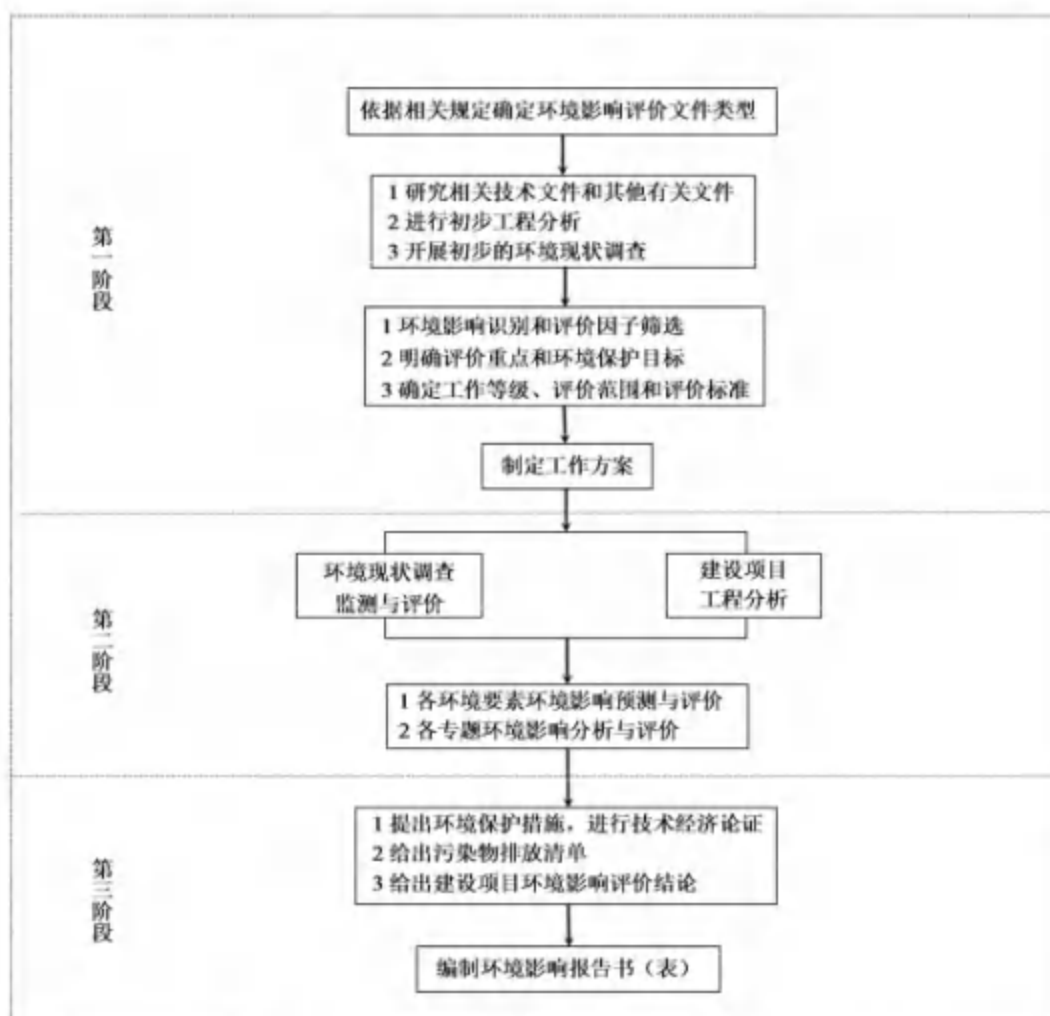 依据相关规定确定环境影响评价文件类型
1 研究相关技术文件和其他有关文件
2 进行初步工程分析
3 开展初步的环境现状调查
第一阶段
1 环境影响识别和评价因子筛选
2 明确评价重点和环境保护目标
3 确定工作等级、评价范围和评价标准
制定工作方案
环境现状调查
监测与评价
建设项目
工程分析
第二阶段
1 各环境要素环境影响预测与评价
2 各专题环境影响分析与评价
1 提出环境保护措施，进行技术经济论证
2 给出污染物排放清单
3 给出建设项目环境影响评价结论
第三阶段
编制环境影响报告书（表）